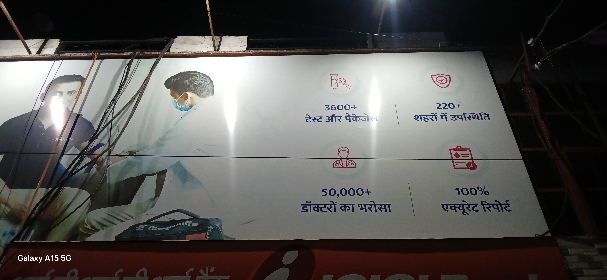 3600+
टेस्ट और पैकेजेस
220+
शहरों में उपस्थिति
50,000+
डॉक्टरों का भरोसा
100%
एक्यूरेट रिपोर्ट
Galaxy A15 5G